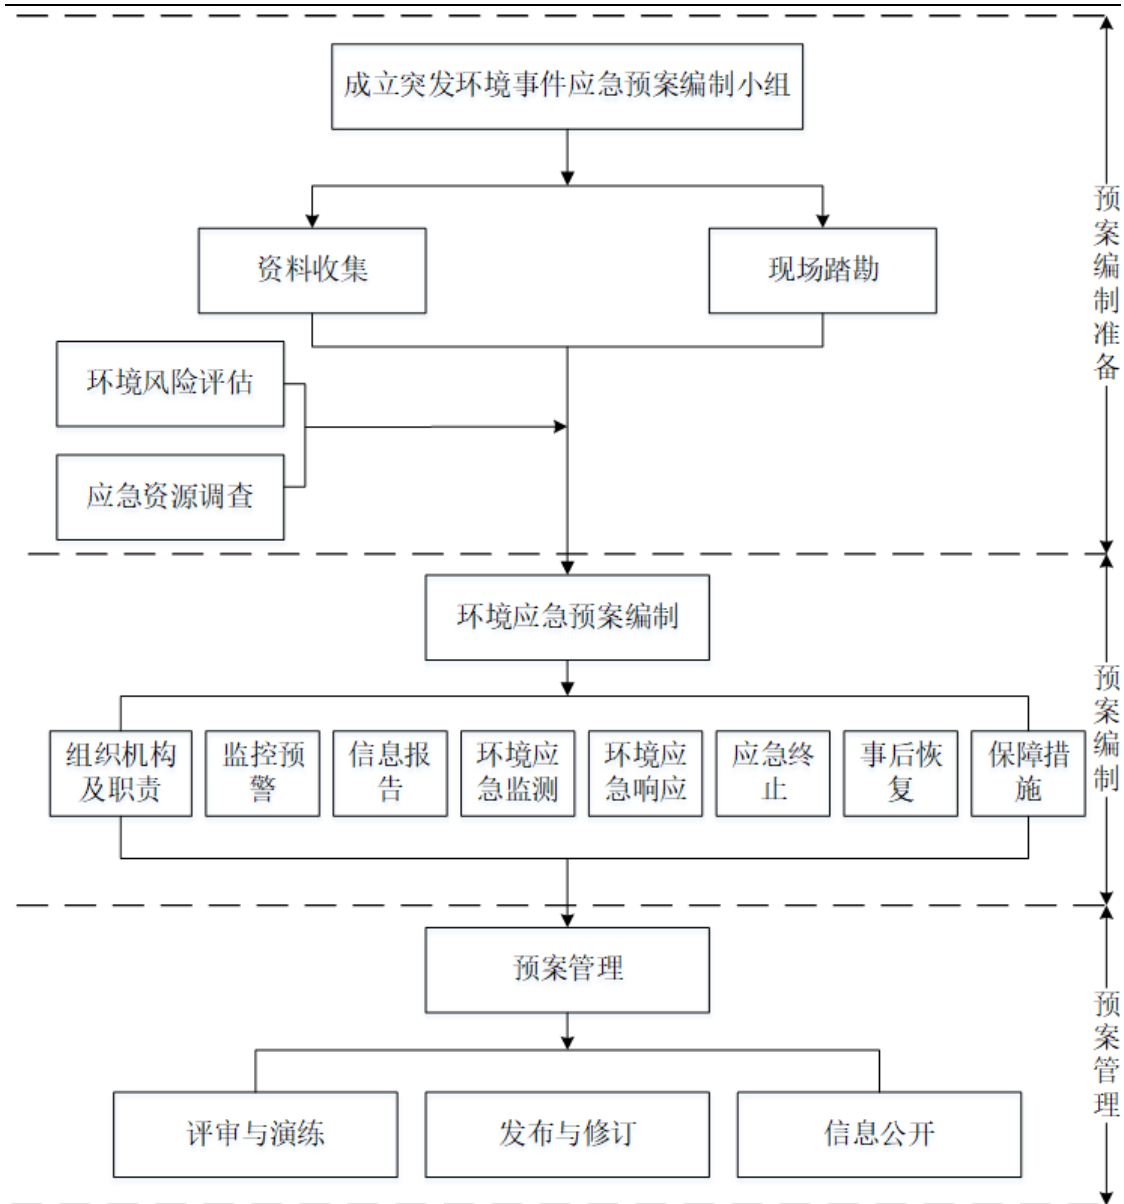 成立突发环境事件应急预案编制小组
资料收集
现场踏勘
环境风险评估
应急资源调查
预案编制准备
环境应急预案编制
组织机构
及职责
监控预
警
信息报
告
环境应
急监测
环境应
急响应
应急终
止
事后恢
复
保障措
施
预案编制
预案管理
评审与演练
发布与修订
信息公开
预案管理